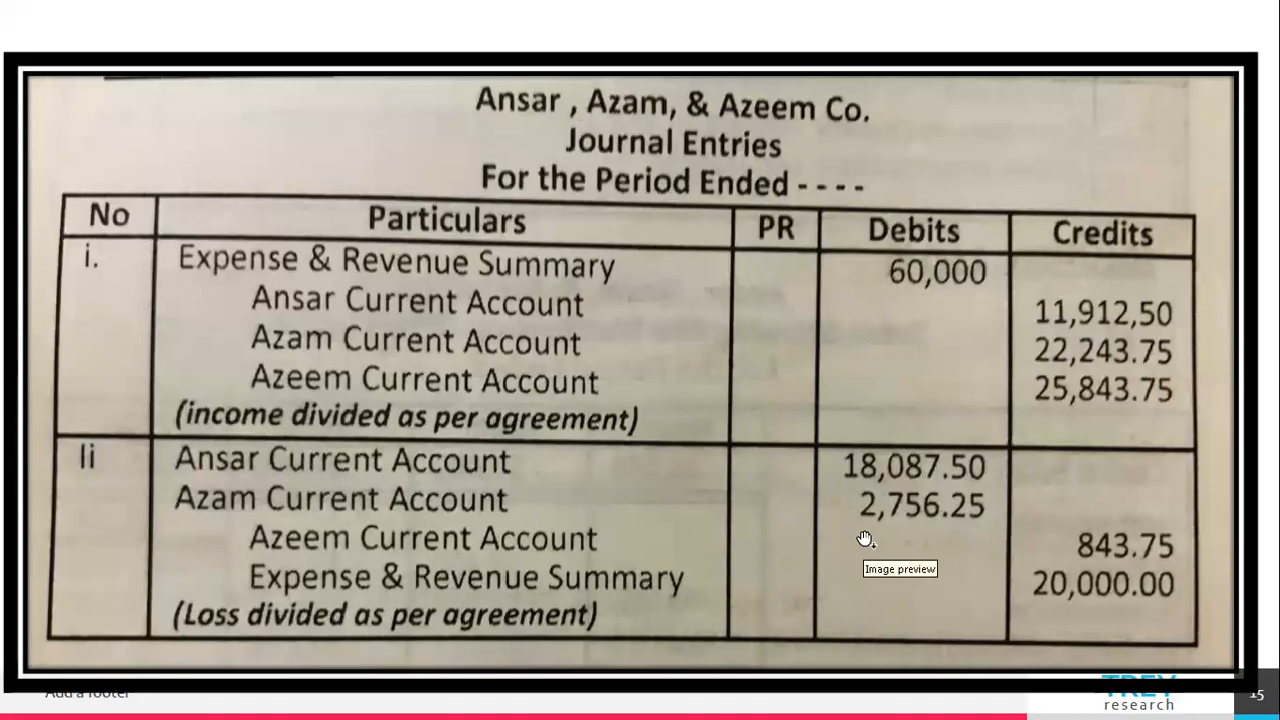 Ansar , Azam, & Azeem Co.
Journal Entries
For the Period Ended - - - -
No Particulars PR Debits Credits
i. Expense & Revenue Summary 60,000
Ansar Current Account 11,912,50
Azam Current Account 22,243.75
Azeem Current Account 25,843.75
(income divided as per agreement)
Ii Ansar Current Account 18,087.50
Azam Current Account 2,756.25
Azeem Current Account 843.75
Image preview
Expense & Revenue Summary 20,000.00
(Loss divided as per agreement)
Add a footer
TREY
research
15